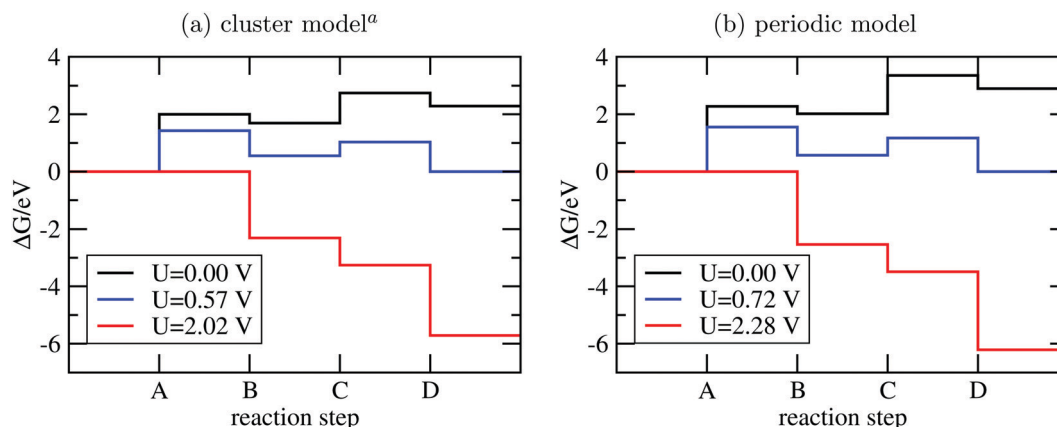 (a) cluster modelᵃ
4
2
0
-2
-4
-6
ΔG/eV
U=0.00 V
U=0.57 V
U=2.02 V
A B C D
reaction step
(b) periodic model
4
2
0
-2
-4
-6
ΔG/eV
U=0.00 V
U=0.72 V
U=2.28 V
A B C D
reaction step